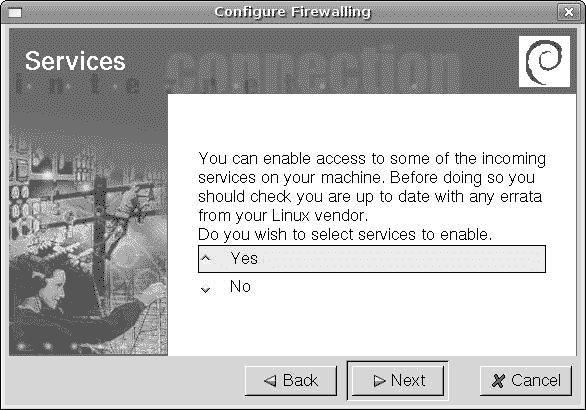 Configure Firewalling
Services
connection
internet
You can enable access to some of the incoming
services on your machine. Before doing so you
should check you are up to date with any errata
from your Linux vendor.
Do you wish to select services to enable.
Yes
No
Back
Next
Cancel